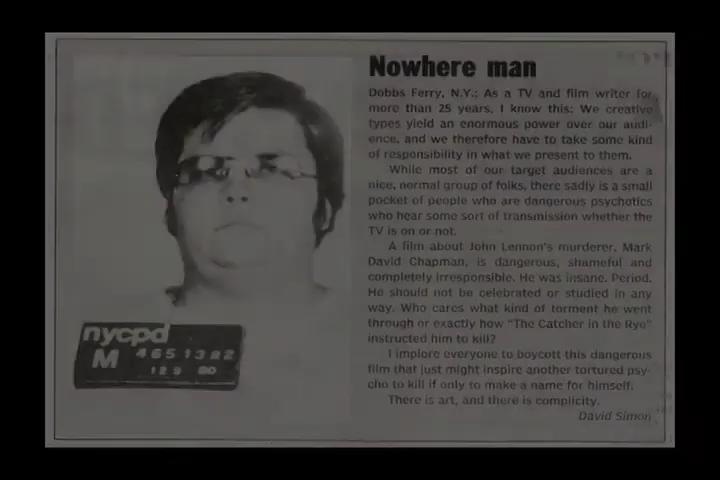 Nowhere man
Dobbs Ferry, N.Y.: As a TV and film writer for
more than 25 years, I know this: We creative
types yield an enormous power over our audi-
ence, and we therefore have to take some kind
of responsibility in what we present to them.
While most of our target audiences are a
nice, normal group of folks, there sadly is a small
pocket of people who are dangerous psychotics
who hear some sort of transmission whether the
TV is on or not.
A film about John Lennon's murderer, Mark
David Chapman, is dangerous, shameful and
completely irresponsible. He was insane. Period.
He should not be celebrated or studied in any
way. Who cares what kind of torment he went
through or exactly how "The Catcher in the Rye"
instructed him to kill?
I implore everyone to boycott this dangerous
film that just might inspire another tortured psy-
cho to kill if only to make a name for himself.
There is art, and there is complicity.
David Simon
nycpd
M 465 1382
12 9 80